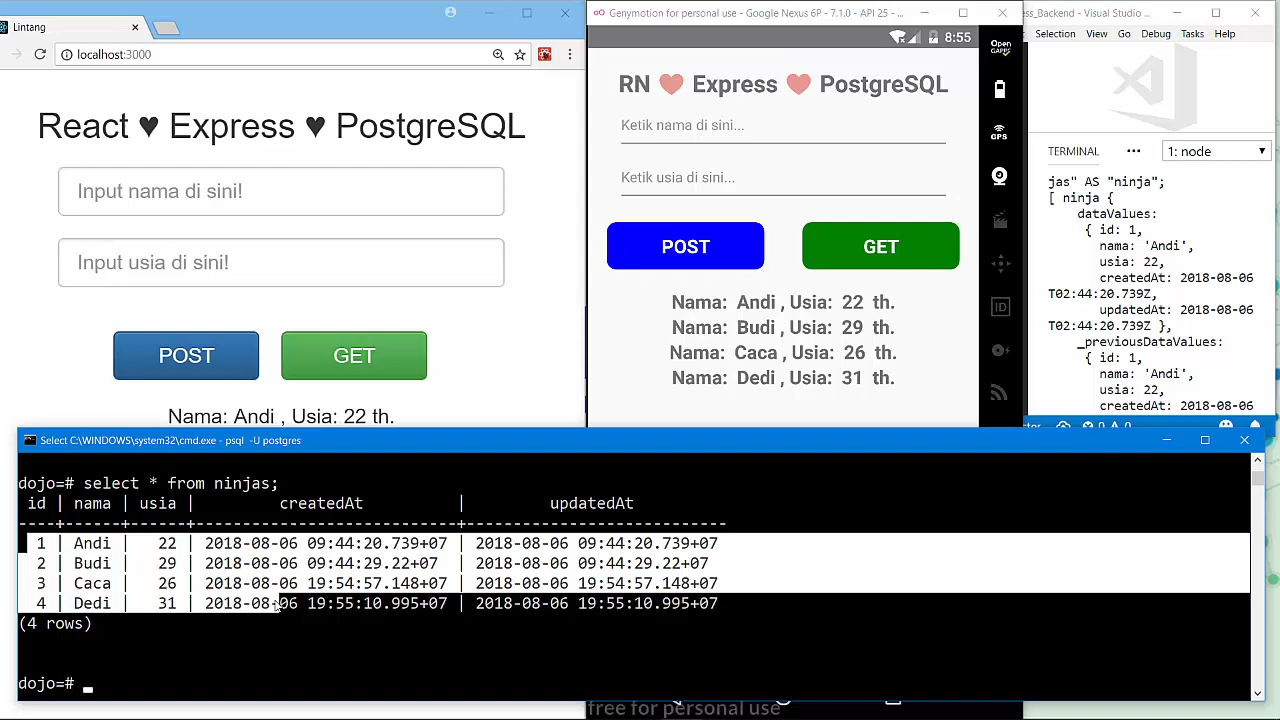 Lintang
localhost:3000
React ♥ Express ♥ PostgreSQL
Input nama di sini!
Input usia di sini!
POST
GET
Nama: Andi , Usia: 22 th.
Genymotion for personal use - Google Nexus 6P - 7.1.0 - API 25 - ...
8:55
RN ❤ Express ❤ PostgreSQL
Ketik nama di sini...
Ketik usia di sini...
POST
GET
Nama: Andi , Usia: 22 th.
Nama: Budi , Usia: 29 th.
Nama: Caca , Usia: 26 th.
Nama: Dedi , Usia: 31 th.
free for personal use
Open
GAPPS
GPS
ID
ss_Backend - Visual Studio ...
Selection View Go Debug Tasks Help
TERMINAL ... 1: node
jas" AS "ninja";
[ ninja {
dataValues:
{ id: 1,
nama: 'Andi',
usia: 22,
createdAt: 2018-08-06
T02:44:20.739Z,
updatedAt: 2018-08-06
T02:44:20.739Z },
_previousDataValues:
{ id: 1,
nama: 'Andi',
usia: 22,
createdAt: 2018-08-06
Select C:\WINDOWS\system32\cmd.exe - psql -U postgres
dojo=# select * from ninjas;
id | nama | usia | createdAt | updatedAt
----+------+------+----------------------------+----------------------------
1 | Andi | 22 | 2018-08-06 09:44:20.739+07 | 2018-08-06 09:44:20.739+07
2 | Budi | 29 | 2018-08-06 09:44:29.22+07 | 2018-08-06 09:44:29.22+07
3 | Caca | 26 | 2018-08-06 19:54:57.148+07 | 2018-08-06 19:54:57.148+07
4 | Dedi | 31 | 2018-08-06 19:55:10.995+07 | 2018-08-06 19:55:10.995+07
(4 rows)
dojo=#